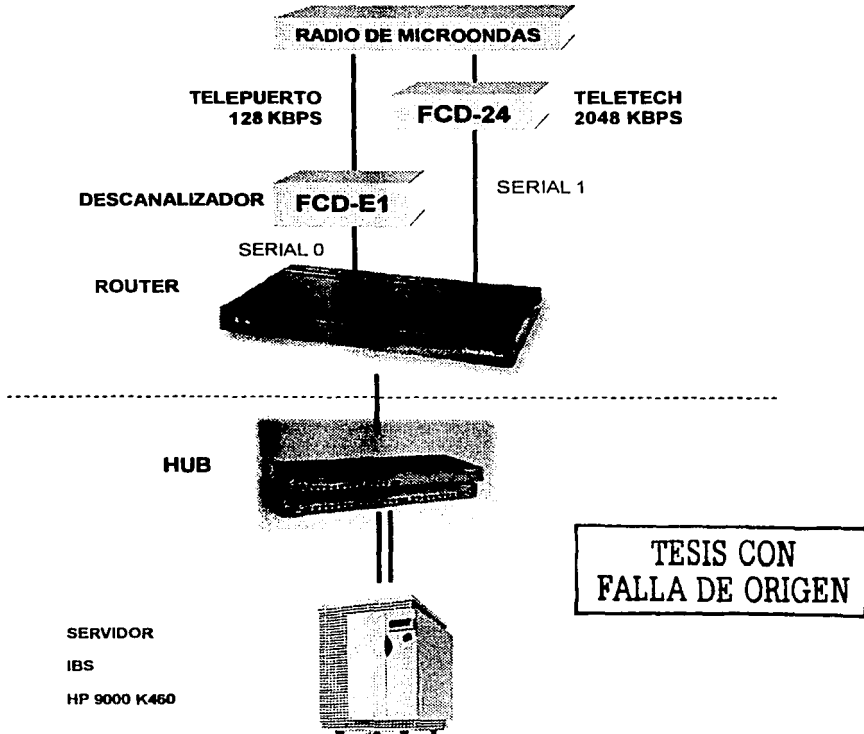 RADIO DE MICROONDAS
TELEPUERTO
128 KBPS
FCD-24
TELETECH
2048 KBPS
DESCANALIZADOR
FCD-E1
SERIAL 1
SERIAL 0
ROUTER
HUB
TESIS CON
FALLA DE ORIGEN
SERVIDOR
IBS
HP 9000 K460